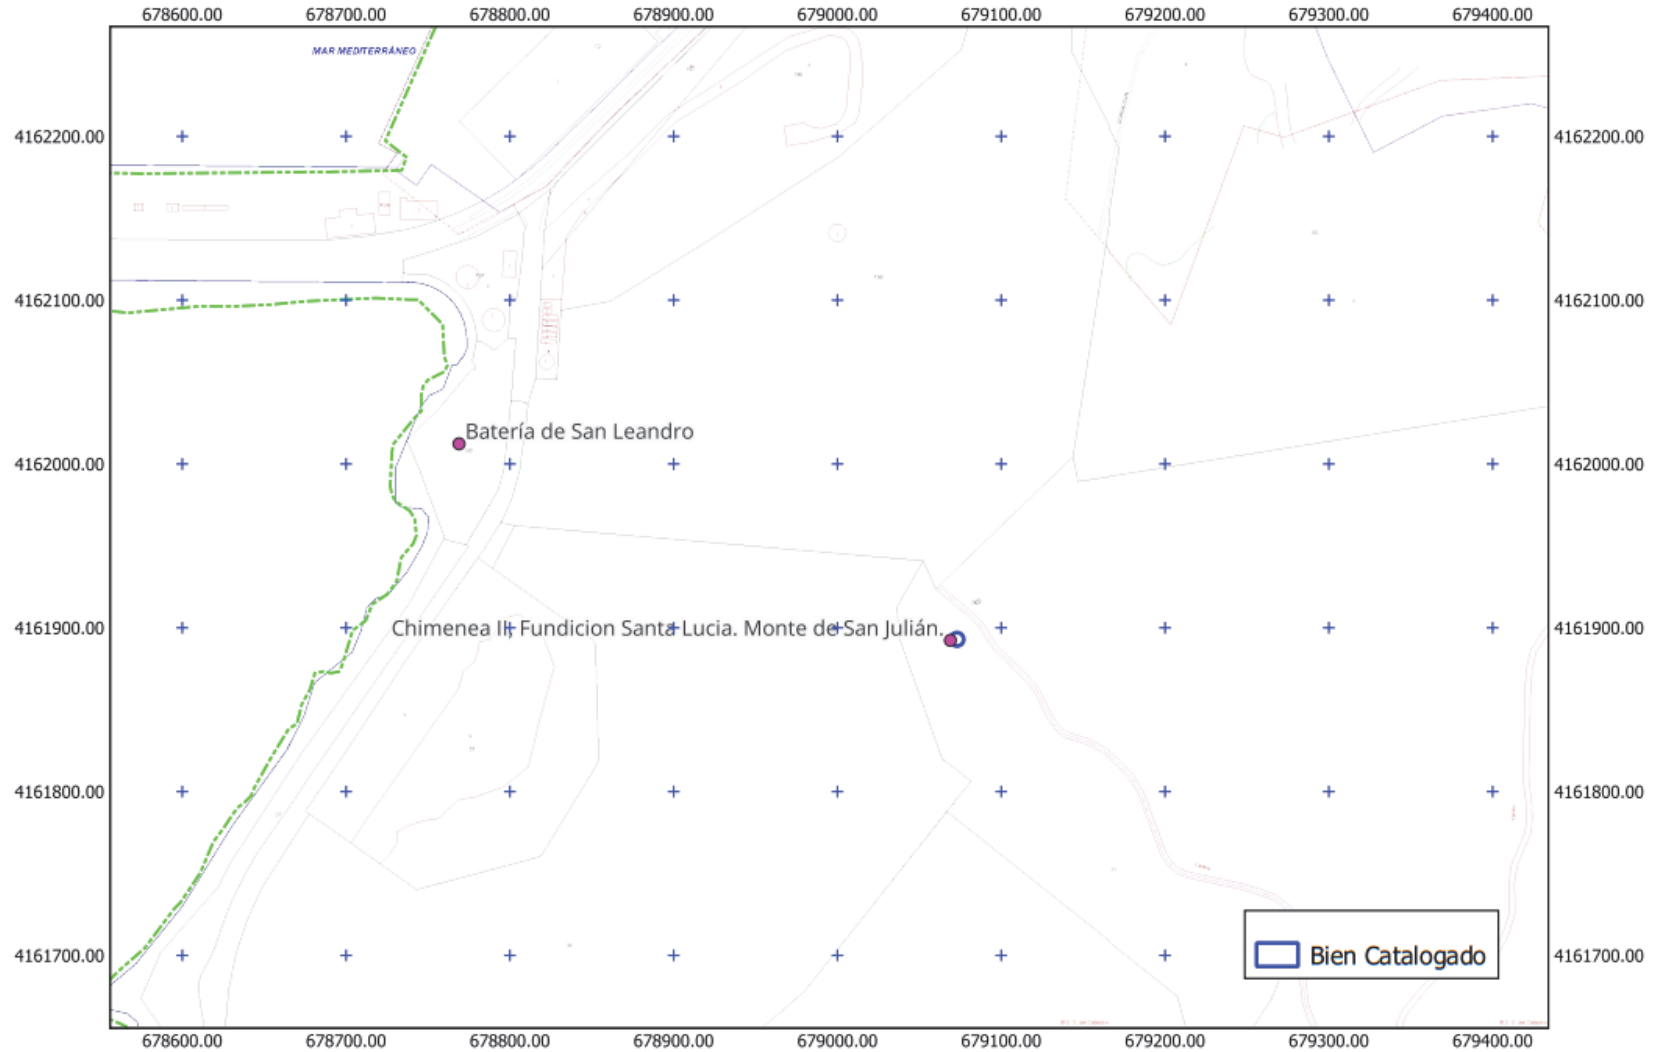 678600.00 678700.00 678800.00 678900.00 679000.00 679100.00 679200.00 679300.00 679400.00
MAR MEDITERRÁNEO
4162200.00 4162200.00
4162100.00 4162100.00
Batería de San Leandro
4162000.00 4162000.00
4161900.00 Chimenea II, Fundicion Santa Lucia. Monte de San Julián. 4161900.00
4161800.00 4161800.00
4161700.00 Bien Catalogado 4161700.00
678600.00 678700.00 678800.00 678900.00 679000.00 679100.00 679200.00 679300.00 679400.00